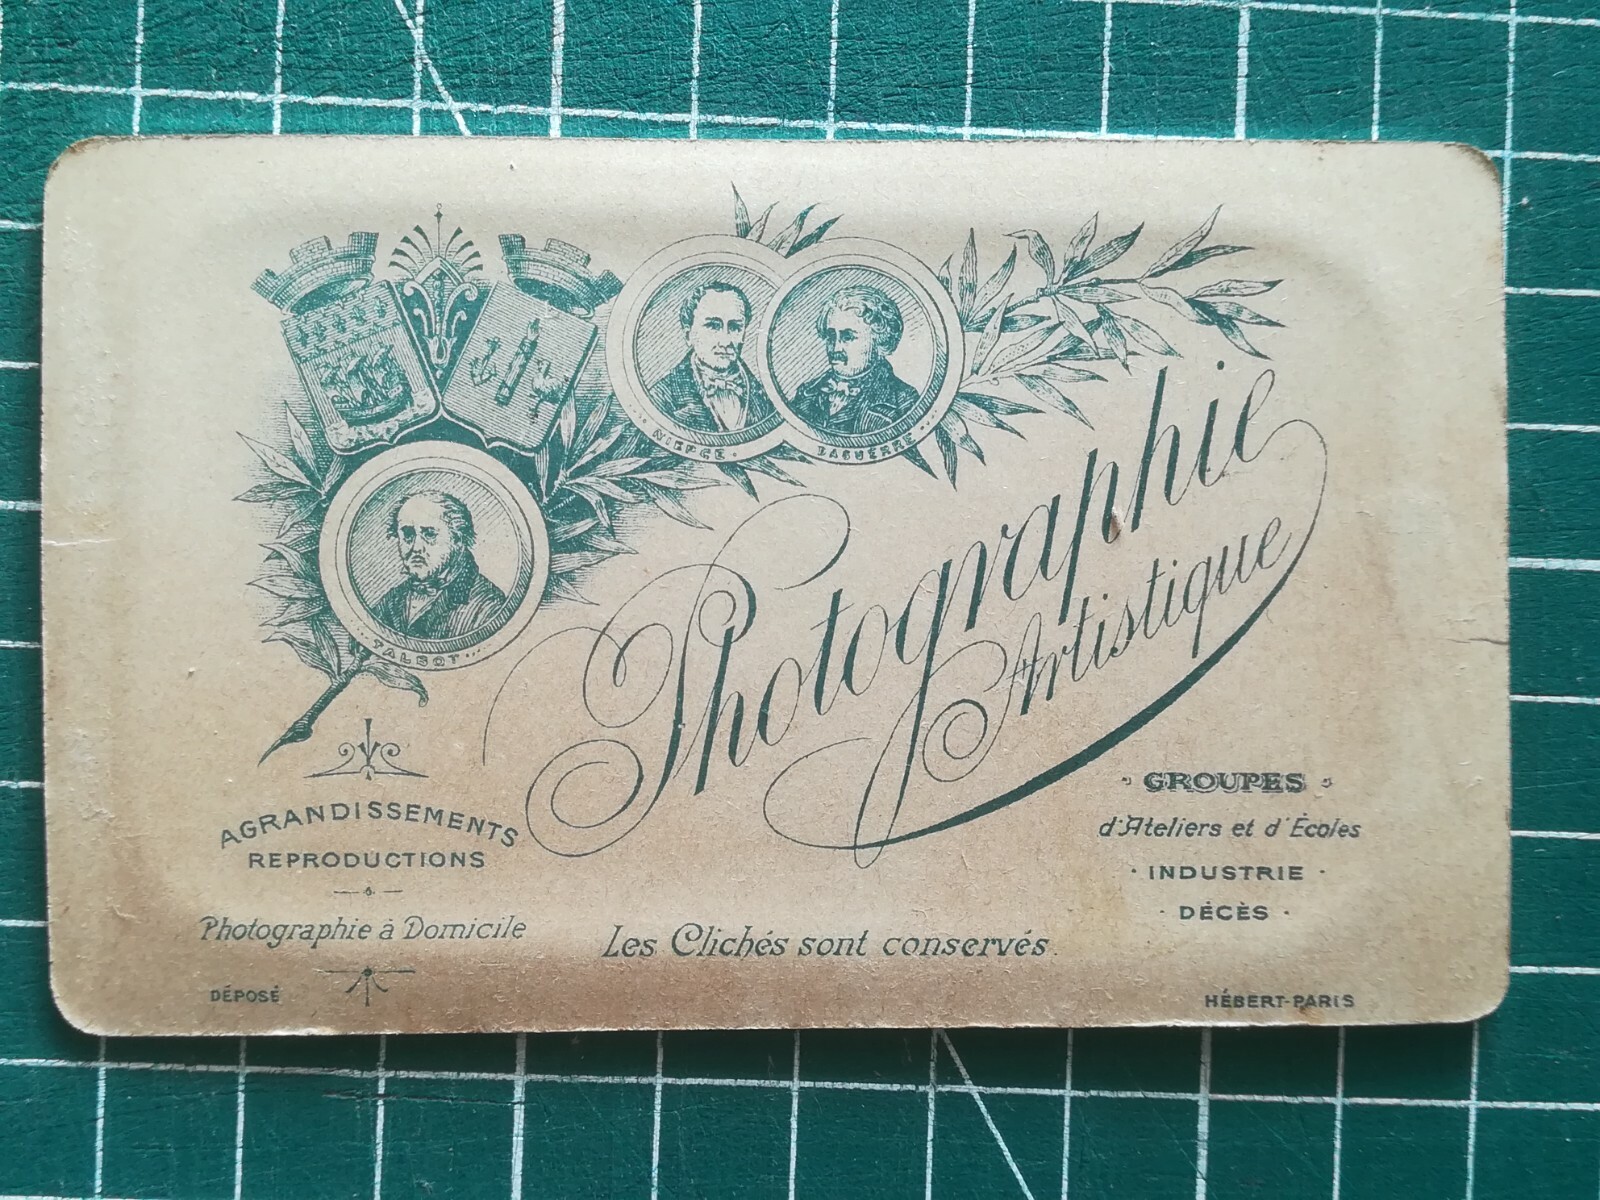 NIEPCE
DAGUERRE
TALBOT
Photographie
Artistique
AGRANDISSEMENTS
REPRODUCTIONS
Photographie à Domicile
DÉPOSÉ
Les Clichés sont conservés.
GROUPES
d'Ateliers et d'Écoles
· INDUSTRIE ·
· DÉCÈS ·
HÉBERT-PARIS